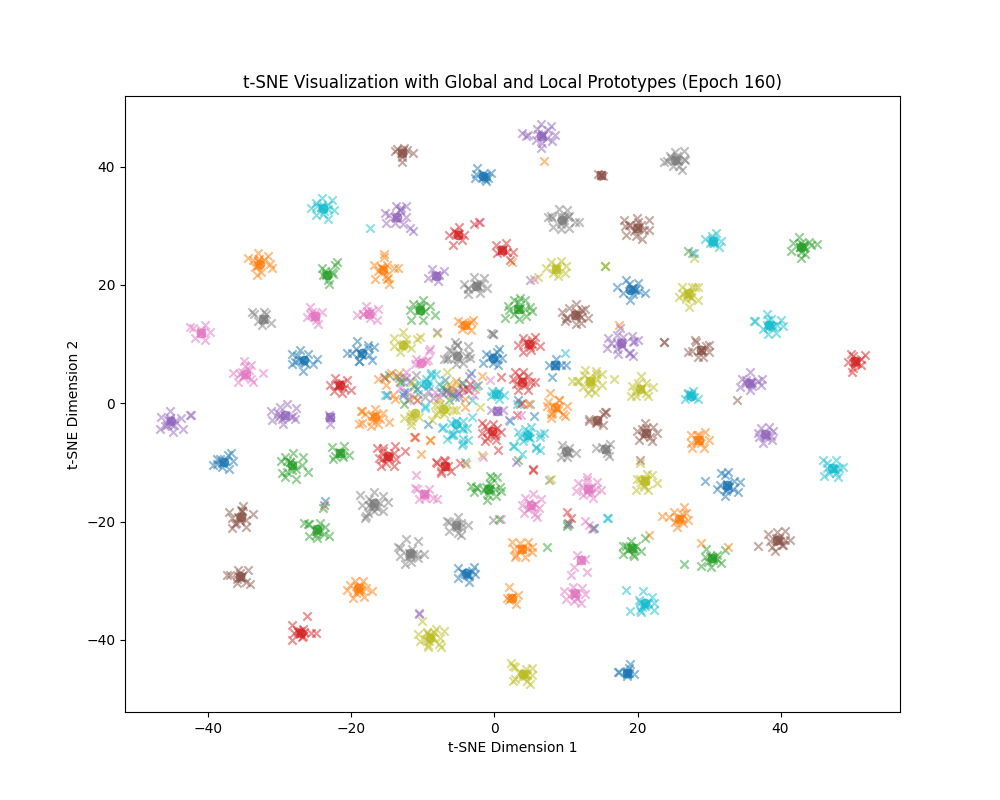 t-SNE Visualization with Global and Local Prototypes (Epoch 160)
40
20
0
−20
−40
t-SNE Dimension 2
−40 −20 0 20 40
t-SNE Dimension 1